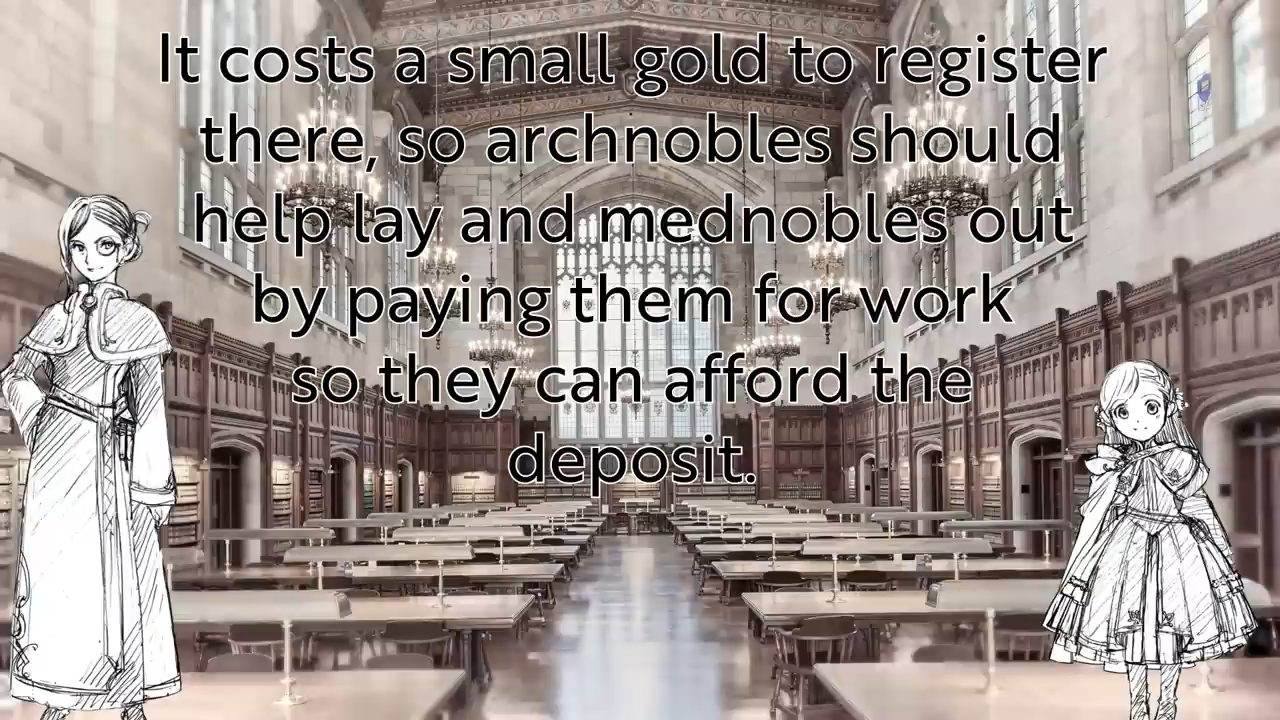 It costs a small gold to register
there, so archnobles should
help lay and mednobles out
by paying them for work
so they can afford the
deposit.